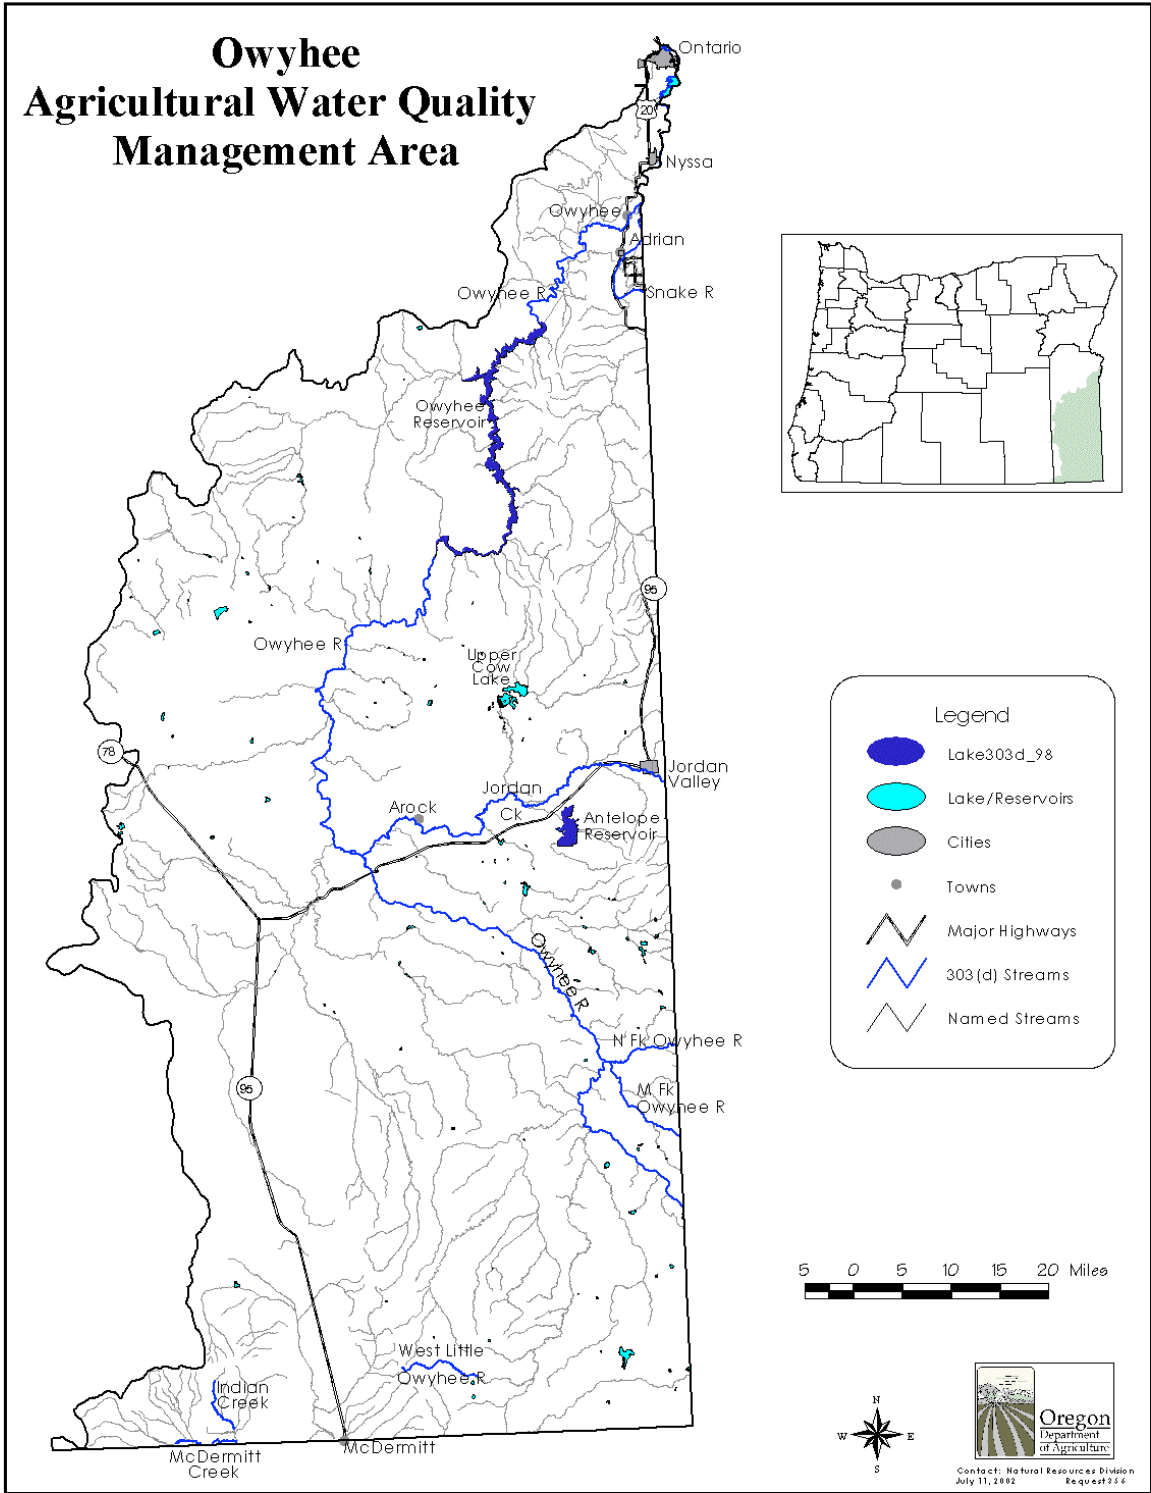 Owyhee
Agricultural Water Quality
Management Area
Ontario
20
Nyssa
Owyhee
Adrian
Owyhee R
Snake R
Owyhee
Reservoir
95
Owyhee R
Upper
Cow
Lake
78
Jordan
Valley
Jordan
Ck
Arock
Antelope
Reservoir
Owyhee R
N Fk Owyhee R
M Fk
Owyhee R
95
West Little
Owyhee R
Indian
Creek
McDermitt
McDermitt
Creek
Legend
Lake303d_98
Lake/Reservoirs
Cities
Towns
Major Highways
303(d) Streams
Named Streams
5 0 5 10 15 20 Miles
N
W E
S
Oregon
Department
of Agriculture
Contact: Natural Resources Division
July 11, 2002 Request356